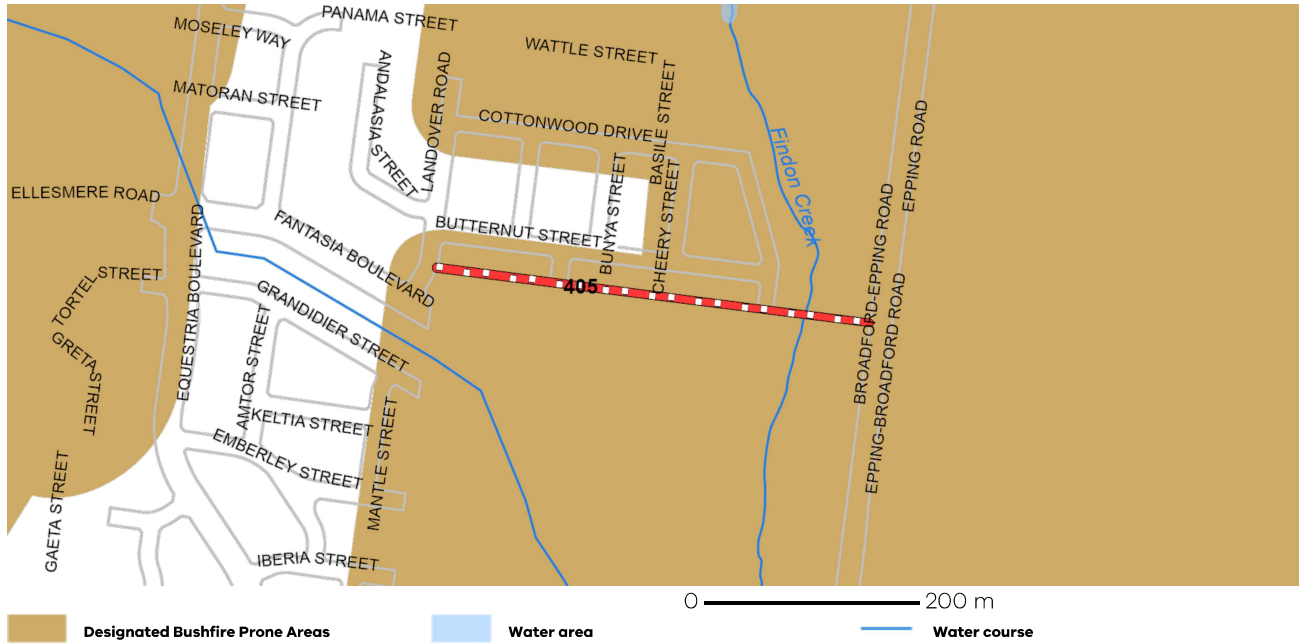 PANAMA STREET
MOSELEY WAY
WATTLE STREET
MATORAN STREET
ANDALASIA STREET
LANDOVER ROAD
BASILE STREET
COTTONWOOD DRIVE
EPPING ROAD
Findon Creek
ELLESMERE ROAD
BUNYA STREET
CHEERY STREET
BROADFORD-EPPING ROAD
FANTASIA BOULEVARD
BUTTERNUT STREET
EQUESTRIA BOULEVARD
TORTEL STREET
405
GRANDIDIER STREET
EPPING-BROADFORD ROAD
GRETA STREET
AMTOR STREET
KELTIA STREET
MANTLE STREET
EMBERLEY STREET
GAETA STREET
IBERIA STREET
0 200 m
Designated Bushfire Prone Areas
Water area
Water course